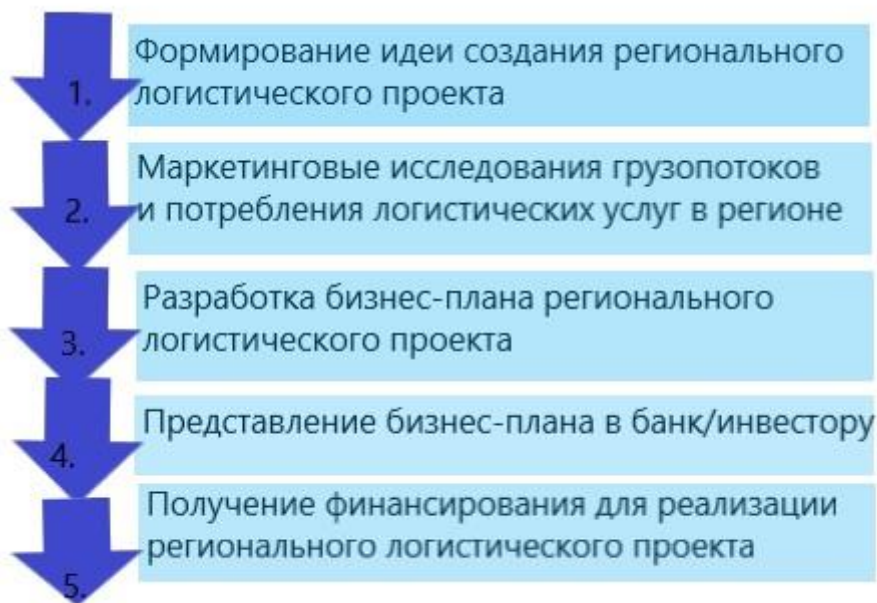 1.
Формирование идеи создания регионального
логистического проекта
2.
Маркетинговые исследования грузопотоков
и потребления логистических услуг в регионе
3.
Разработка бизнес-плана регионального
логистического проекта
4.
Представление бизнес-плана в банк/инвестору
5.
Получение финансирования для реализации
регионального логистического проекта